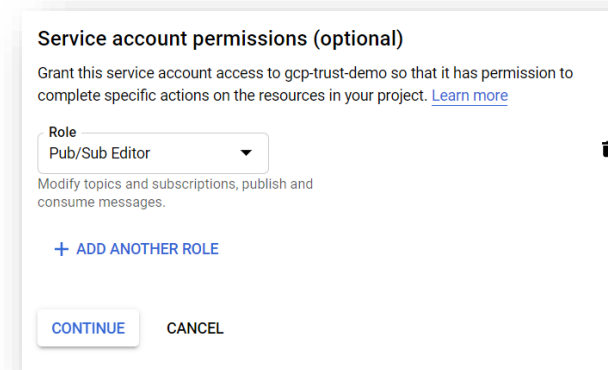 Service account permissions (optional)
Grant this service account access to gcp-trust-demo so that it has permission to
complete specific actions on the resources in your project. Learn more
Role
Pub/Sub Editor
Modify topics and subscriptions, publish and
consume messages.
+ ADD ANOTHER ROLE
CONTINUE CANCEL